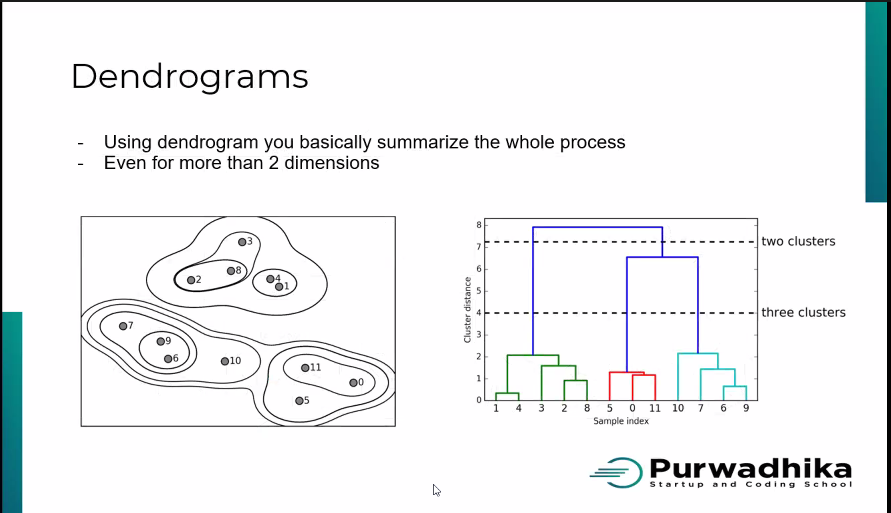 Dendrograms
- Using dendrogram you basically summarize the whole process
- Even for more than 2 dimensions
3
8
2
4
1
7
9
6
10
11
0
5
8
7
6
5
4
3
2
1
0
Cluster distance
two clusters
three clusters
1 4 3 2 8 5 0 11 10 7 6 9
Sample index
Purwadhika
Startup and Coding School